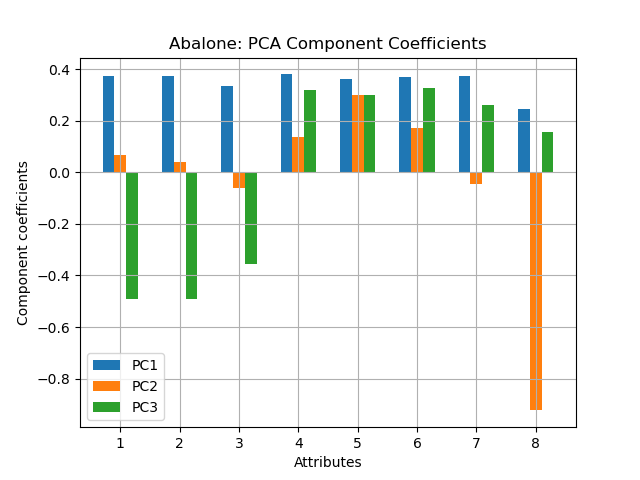 Abalone: PCA Component Coefficients
Component coefficients
0.4
0.2
0.0
−0.2
−0.4
−0.6
−0.8
PC1
PC2
PC3
1 2 3 4 5 6 7 8
Attributes